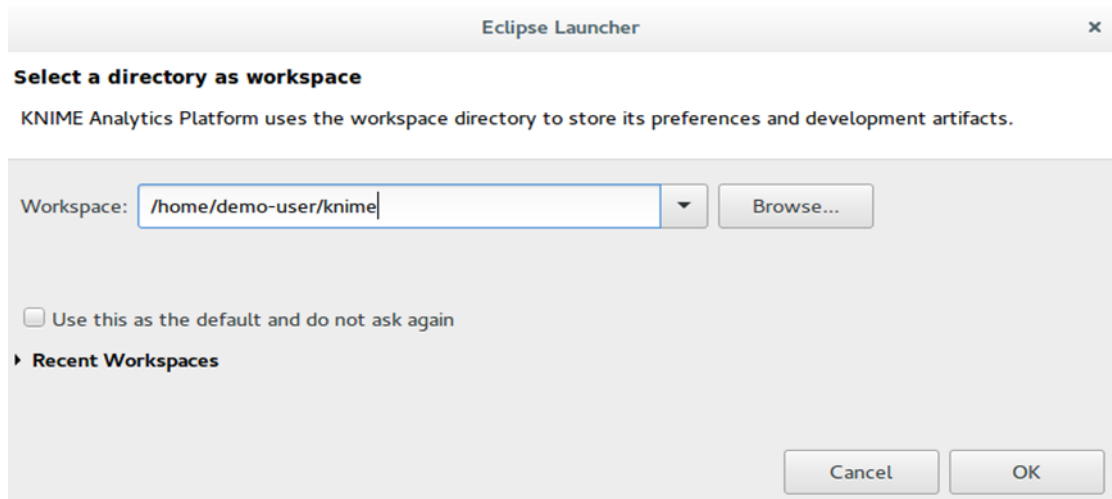 Eclipse Launcher
Select a directory as workspace
KNIME Analytics Platform uses the workspace directory to store its preferences and development artifacts.
Workspace: /home/demo-user/knime Browse...
Use this as the default and do not ask again
Recent Workspaces
Cancel OK